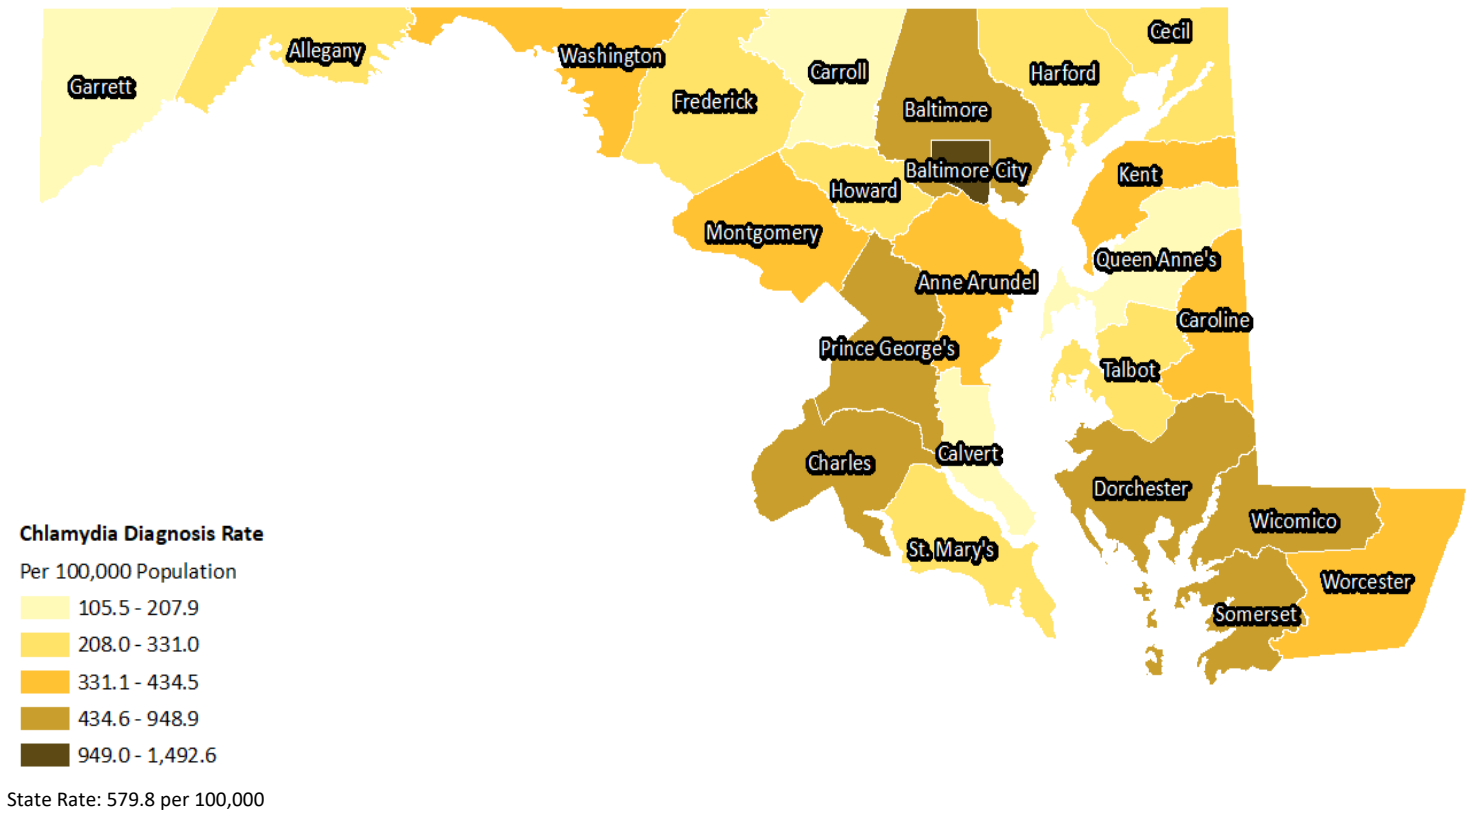 Cecil
Allegany
Washington
Garrett
Carroll
Harford
Frederick
Baltimore
Baltimore City
Kent
Howard
Montgomery
Queen Anne's
Anne Arundel
Caroline
Prince George's
Talbot
Calvert
Charles
Dorchester
Wicomico
St. Mary's
Worcester
Somerset
Chlamydia Diagnosis Rate
Per 100,000 Population
105.5 - 207.9
208.0 - 331.0
331.1 - 434.5
434.6 - 948.9
949.0 - 1,492.6
State Rate: 579.8 per 100,000